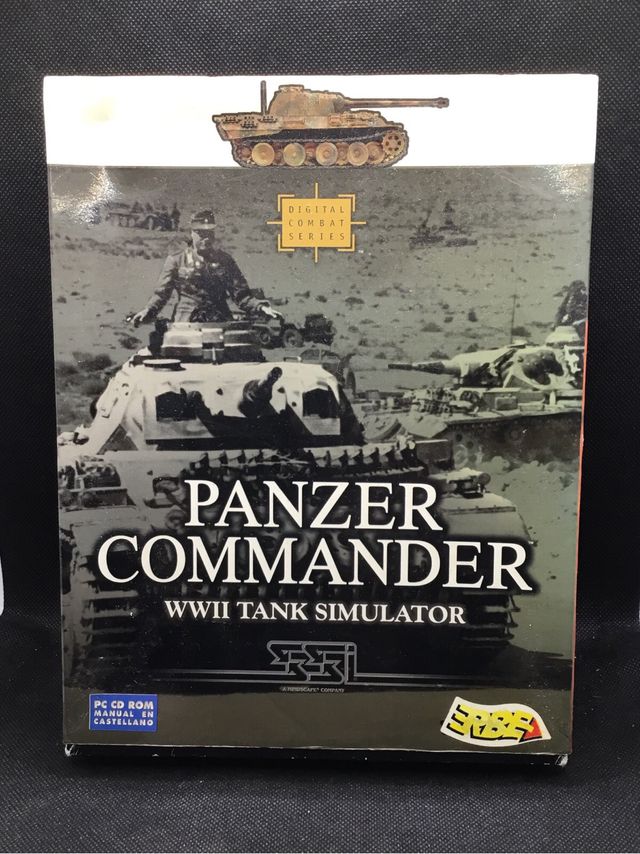 DIGITAL
COMBAT
SERIES
PANZER
COMMANDER
WWII TANK SIMULATOR
SSI
A MINDSCAPE® COMPANY
PC CD ROM
MANUAL EN
CASTELLANO
ERBE